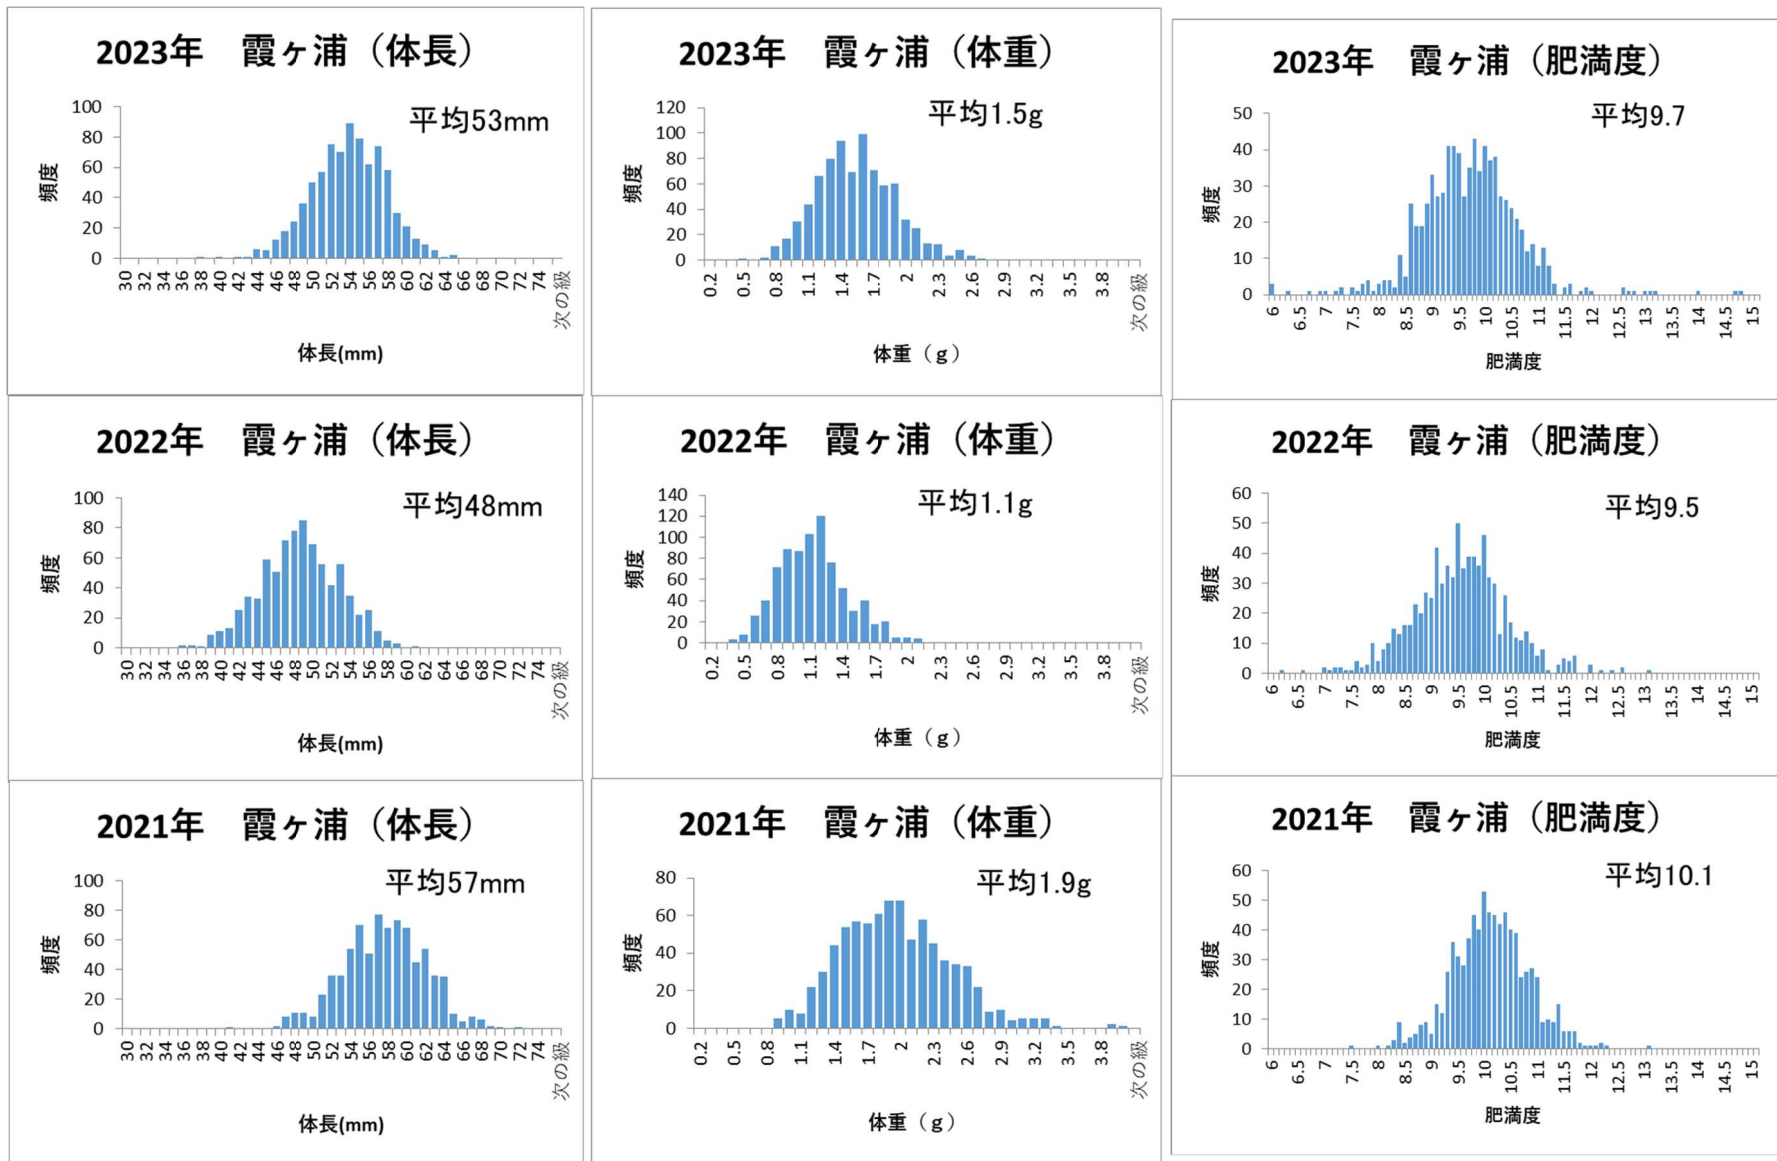 2023年　霞ヶ浦（体長）
平均53mm
100
80
60
40
20
0
頻度
30 32 34 36 38 40 42 44 46 48 50 52 54 56 58 60 62 64 66 68 70 72 74 次の級
体長(mm)
2023年　霞ヶ浦（体重）
平均1.5g
120
100
80
60
40
20
0
頻度
0.2 0.5 0.8 1.1 1.4 1.7 2 2.3 2.6 2.9 3.2 3.5 3.8 次の級
体重（ｇ）
2023年　霞ヶ浦（肥満度）
平均9.7
50
40
30
20
10
0
頻度
6 6.5 7 7.5 8 8.5 9 9.5 10 10.5 11 11.5 12 12.5 13 13.5 14 14.5 15
肥満度
2022年　霞ヶ浦（体長）
平均48mm
100
80
60
40
20
0
頻度
30 32 34 36 38 40 42 44 46 48 50 52 54 56 58 60 62 64 66 68 70 72 74 次の級
体長(mm)
2022年　霞ヶ浦（体重）
平均1.1g
140
120
100
80
60
40
20
0
頻度
0.2 0.5 0.8 1.1 1.4 1.7 2 2.3 2.6 2.9 3.2 3.5 3.8 次の級
体重（ｇ）
2022年　霞ヶ浦（肥満度）
平均9.5
60
50
40
30
20
10
0
頻度
6 6.5 7 7.5 8 8.5 9 9.5 10 10.5 11 11.5 12 12.5 13 13.5 14 14.5 15
肥満度
2021年　霞ヶ浦（体長）
平均57mm
100
80
60
40
20
0
頻度
30 32 34 36 38 40 42 44 46 48 50 52 54 56 58 60 62 64 66 68 70 72 74 次の級
体長(mm)
2021年　霞ヶ浦（体重）
平均1.9g
80
60
40
20
0
頻度
0.2 0.5 0.8 1.1 1.4 1.7 2 2.3 2.6 2.9 3.2 3.5 3.8 次の級
体重（ｇ）
2021年　霞ヶ浦（肥満度）
平均10.1
60
50
40
30
20
10
0
頻度
6 6.5 7 7.5 8 8.5 9 9.5 10 10.5 11 11.5 12 12.5 13 13.5 14 14.5 15
肥満度